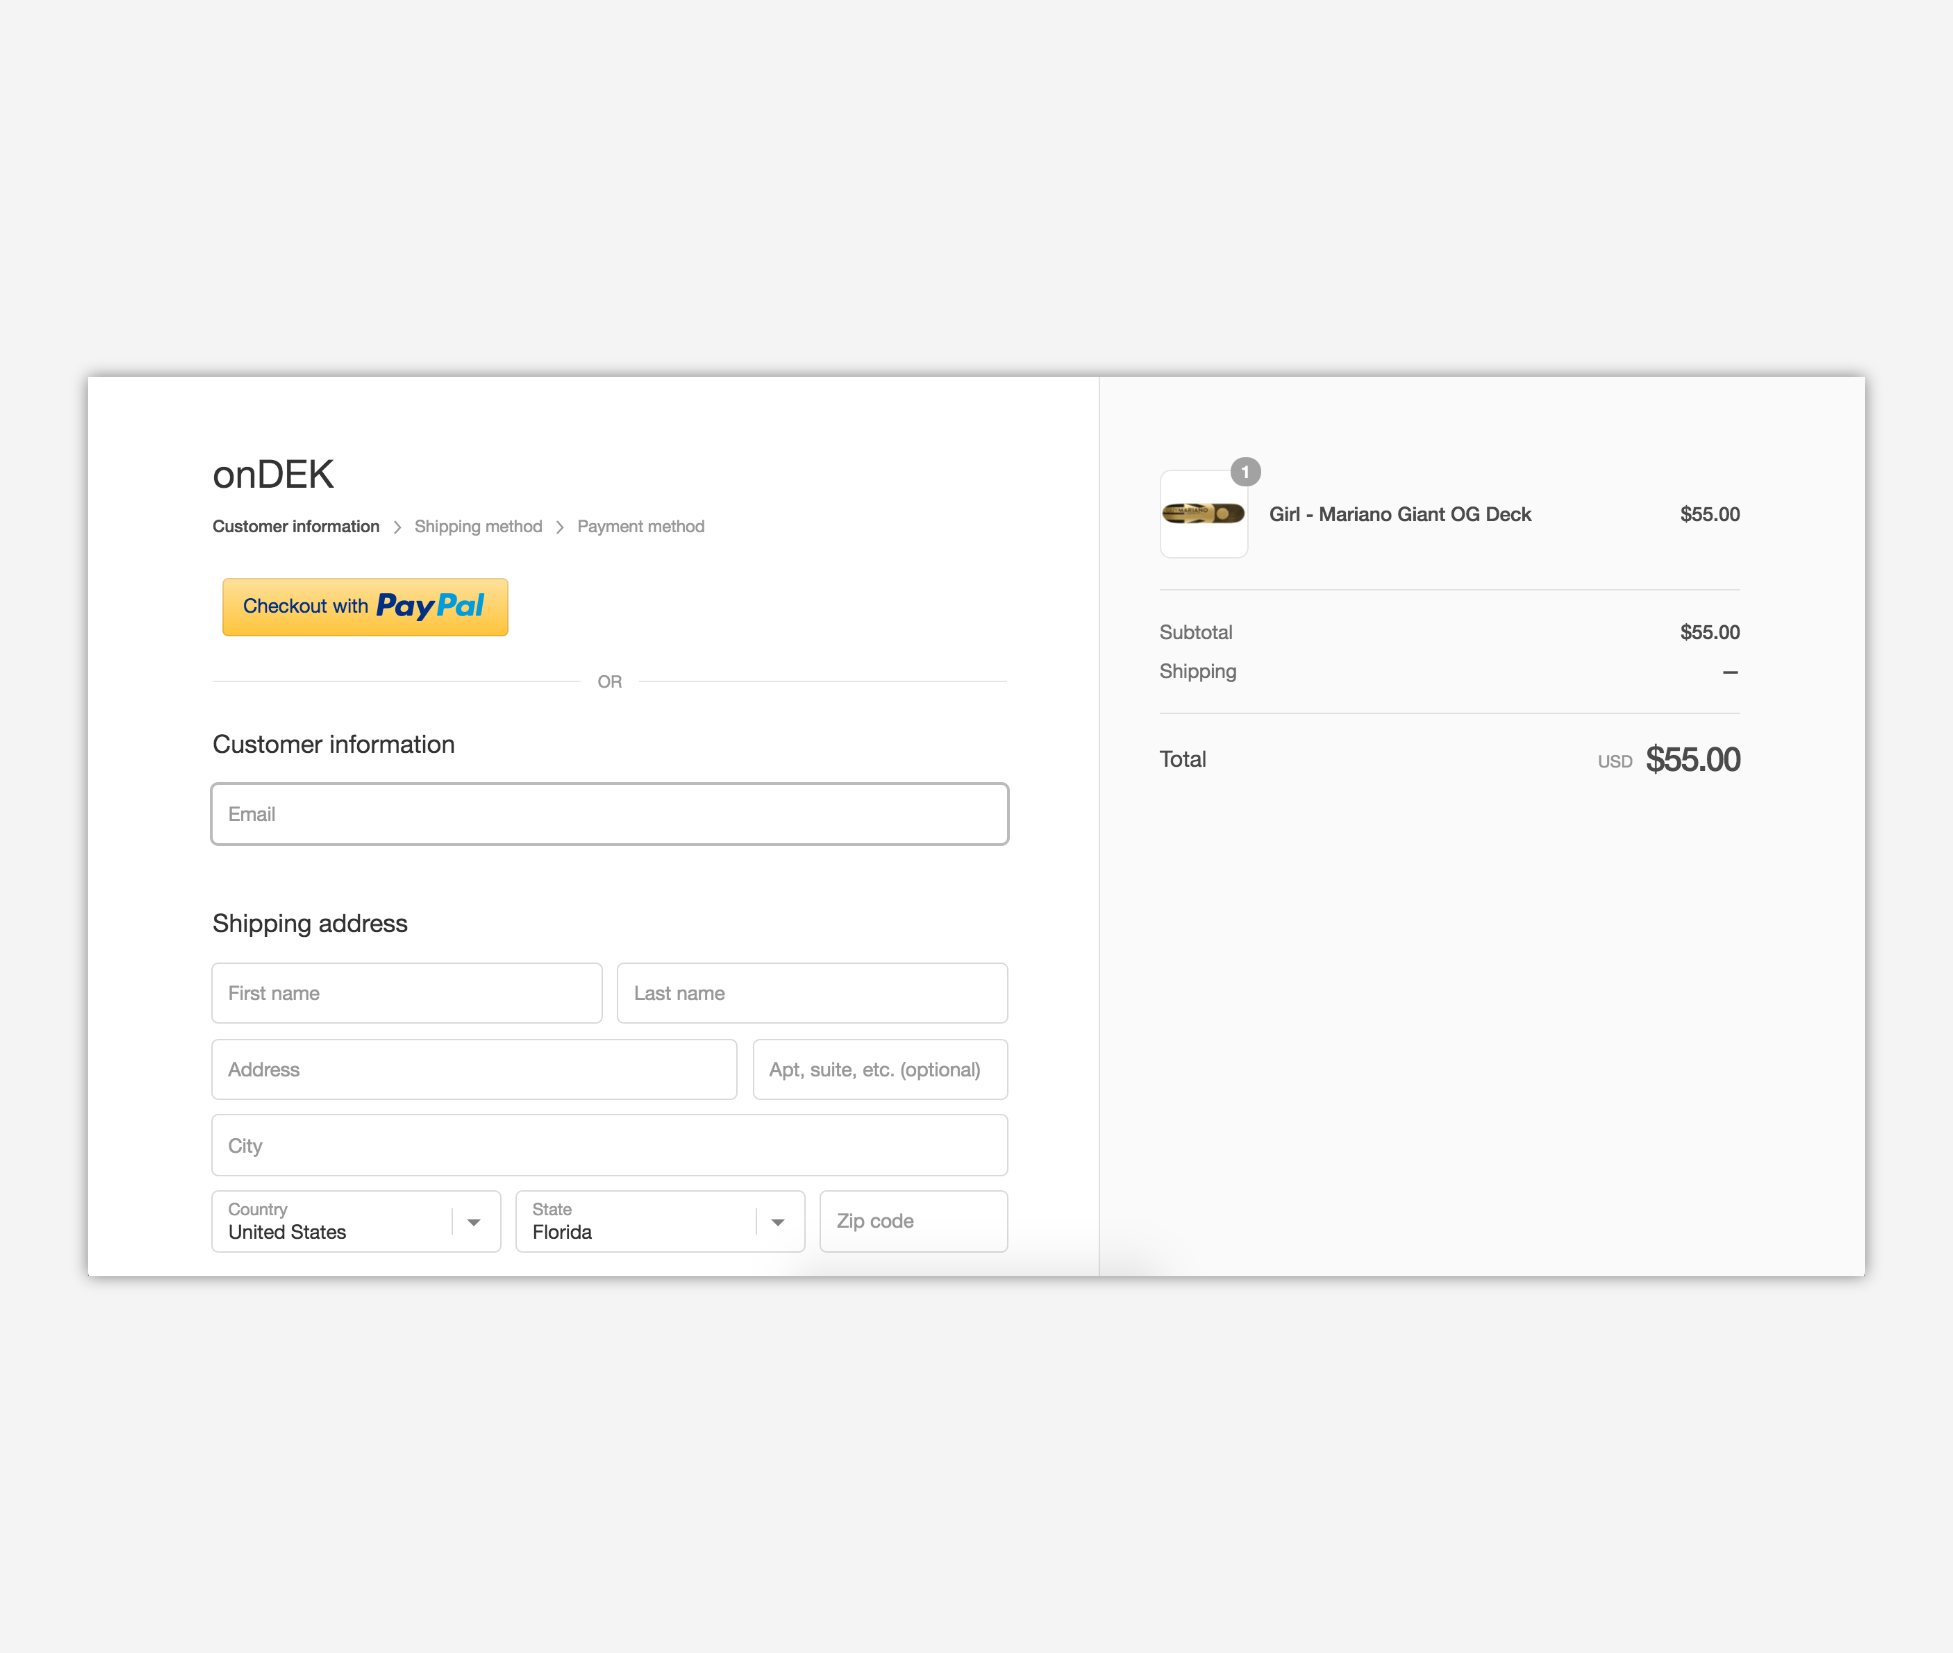 onDEK
Customer information > Shipping method > Payment method
Checkout with PayPal
OR
Customer information
Email
Shipping address
First name
Last name
Address
Apt, suite, etc. (optional)
City
Country
United States
State
Florida
Zip code
1
MARIANO
Girl - Mariano Giant OG Deck
$55.00
Subtotal
$55.00
Shipping
—
Total
USD $55.00